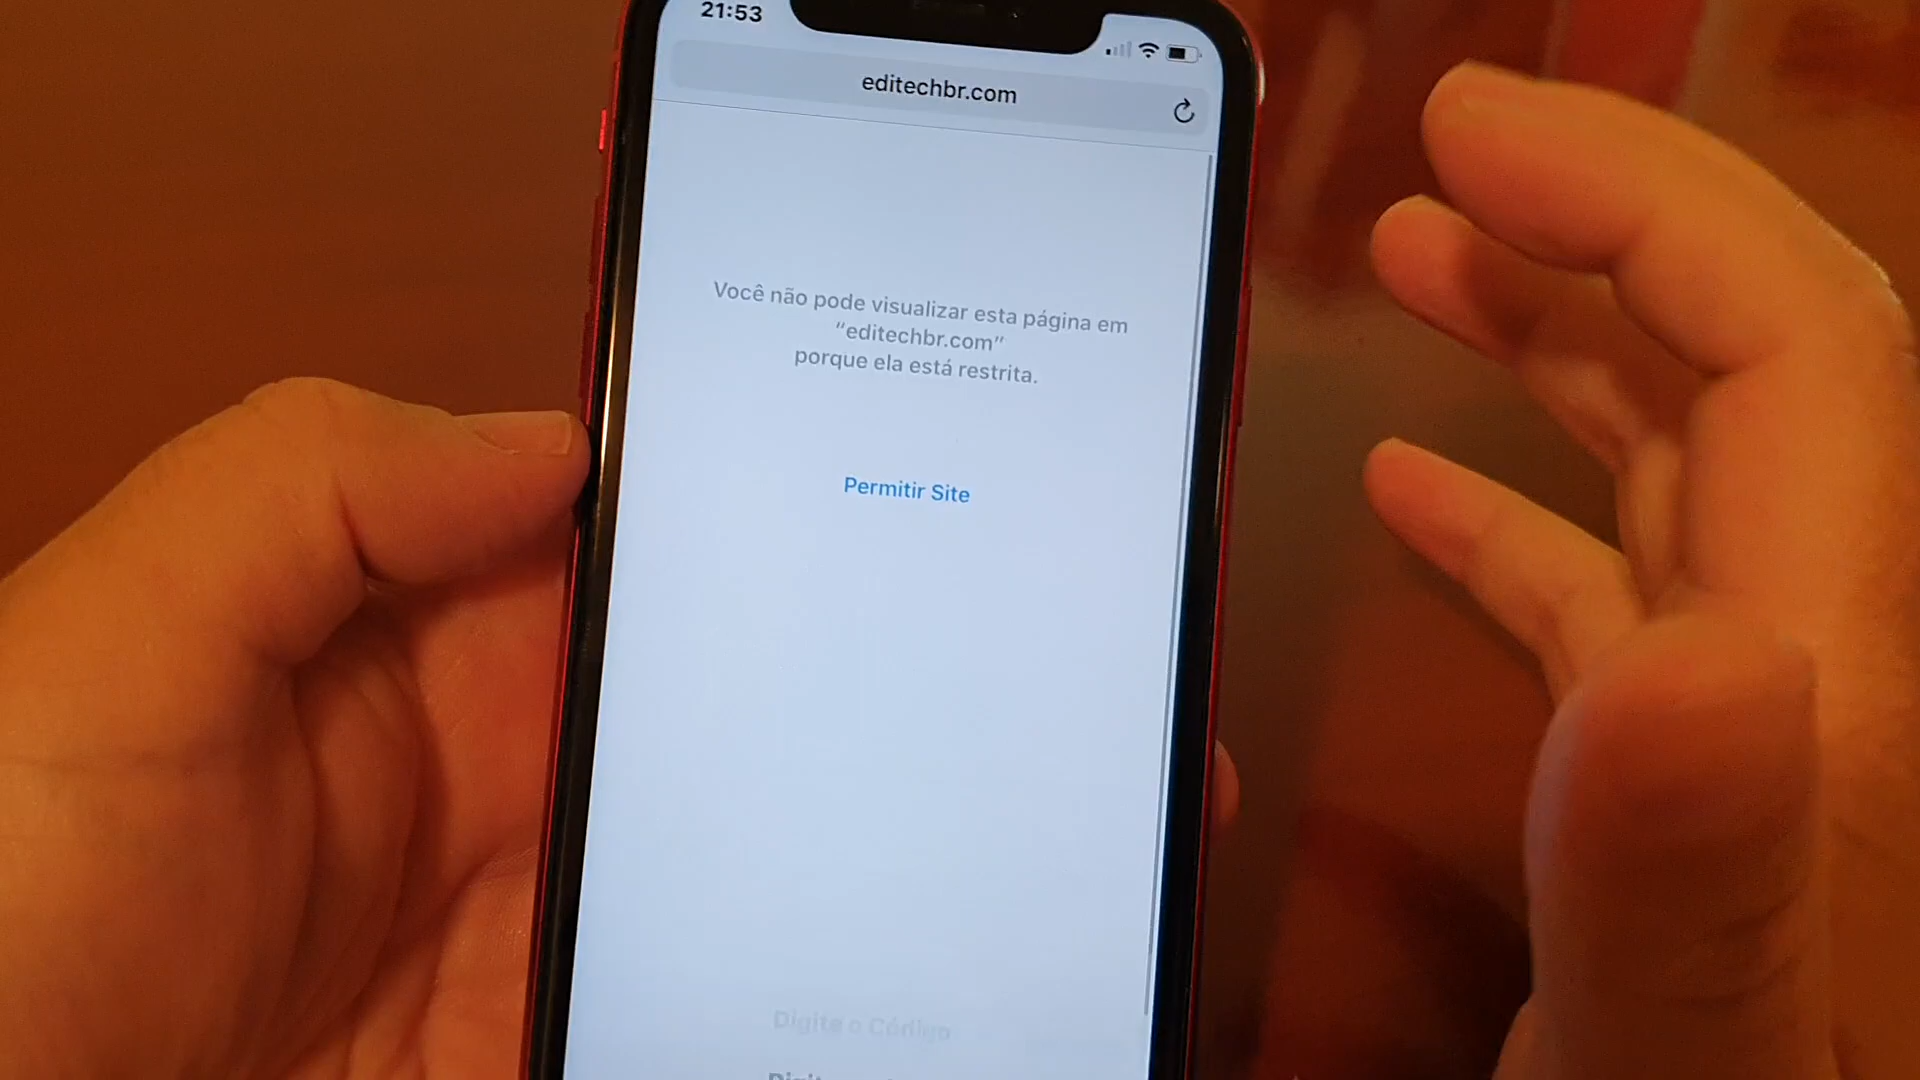 21:53
editechbr.com
Você não pode visualizar esta página em
“editechbr.com”
porque ela está restrita.
Permitir Site
Digite o Código